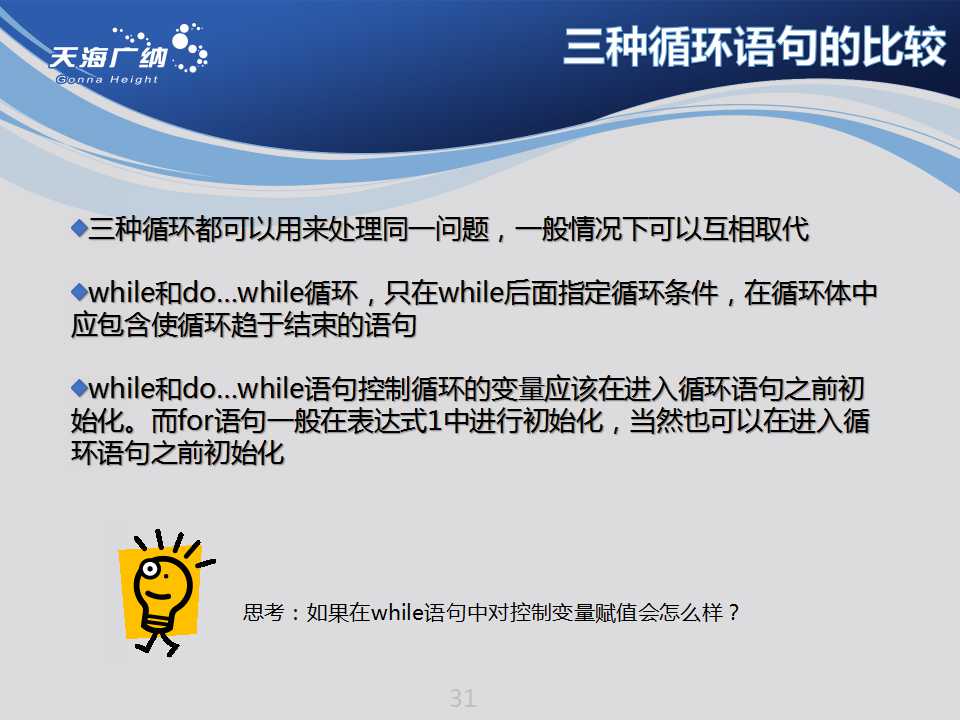 天海广纳
Gonna Height
三种循环语句的比较
三种循环都可以用来处理同一问题，一般情况下可以互相取代
while和do…while循环，只在while后面指定循环条件，在循环体中
应包含使循环趋于结束的语句
while和do…while语句控制循环的变量应该在进入循环语句之前初
始化。而for语句一般在表达式1中进行初始化，当然也可以在进入循
环语句之前初始化
思考：如果在while语句中对控制变量赋值会怎么样？
31